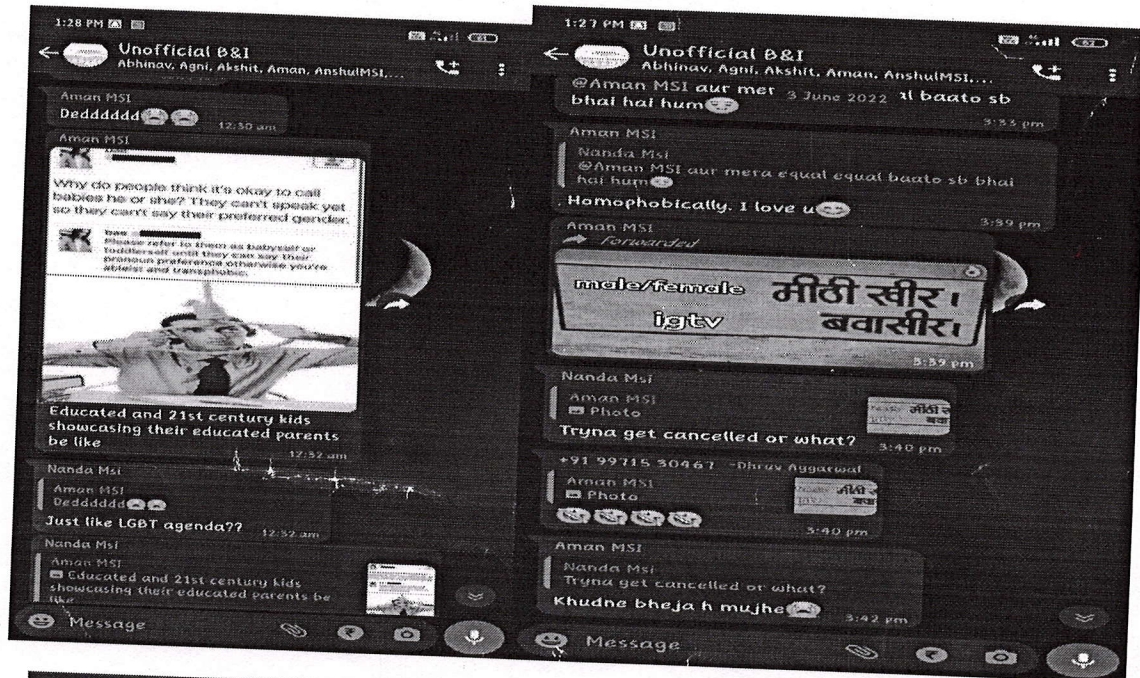 1:28 PM
Unofficial B&I
Abhinav, Agni, Akshit, Aman, AnshulMSI,...
Aman MSI
Dedddddd
12:30 am
Aman MSI
Why do people think it's okay to call
babies he or she? They can't speak yet
so they can't say their preferred gender.
Please refer to them as babyself or
toddlerself until they can say their
pronoun preference otherwise you're
ableist and transphobic.
Educated and 21st century kids
showcasing their educated parents
be like
12:32 am
Nanda Msi
Aman MSI
Dedddddd
Just like LGBT agenda??
12:32 am
Nanda Msi
Aman MSI
Educated and 21st century kids
showcasing their educated parents be
like
Message
1:27 PM
Unofficial B&I
Abhinav, Agni, Akshit, Aman, AnshulMSI,...
@Aman MSI aur mer
3 June 2022
baato sb
bhai hai hum
3:33 pm
Aman MSI
Nanda Msi
@Aman MSI aur mera equal equal baato sb bhai
hai hum
Homophobically. I love u
3:39 pm
Aman MSI
Forwarded
male/female मीठी खीर।
igtv बवासीर।
3:39 pm
Nanda Msi
Aman MSI
Photo
Tryna get cancelled or what?
3:40 pm
+91 99715 30467 ~Dhruv Aggarwal
Aman MSI
Photo
3:40 pm
Aman MSI
Nanda Msi
Tryna get cancelled or what?
Khudne bheja h mujhe
3:42 pm
Message